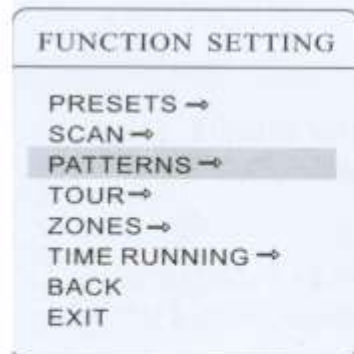 FUNCTION SETTING
PRESETS →
SCAN →
PATTERNS →
TOUR →
ZONES →
TIME RUNNING →
BACK
EXIT